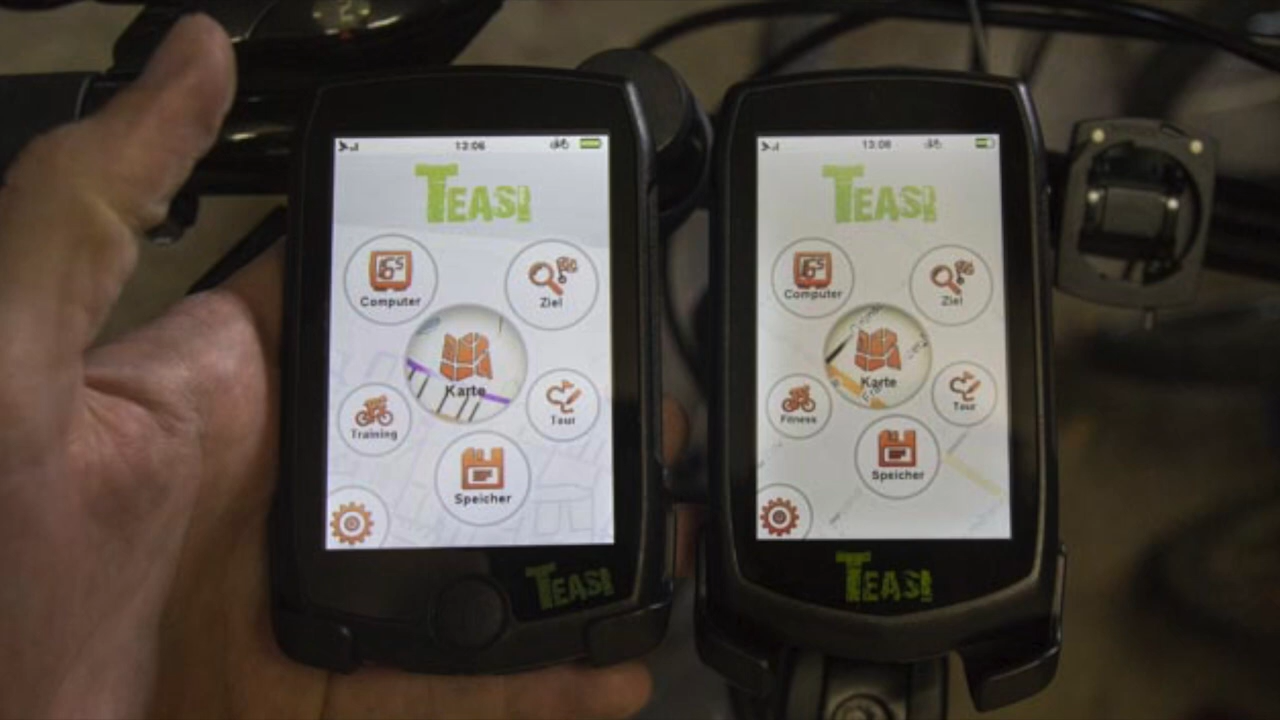 13:06
TEASI
Computer
Ziel
Karte
Training
Tour
Speicher
TEASI
13:06
TEASI
Computer
Ziel
Karte
Fitness
Tour
Speicher
TEASI